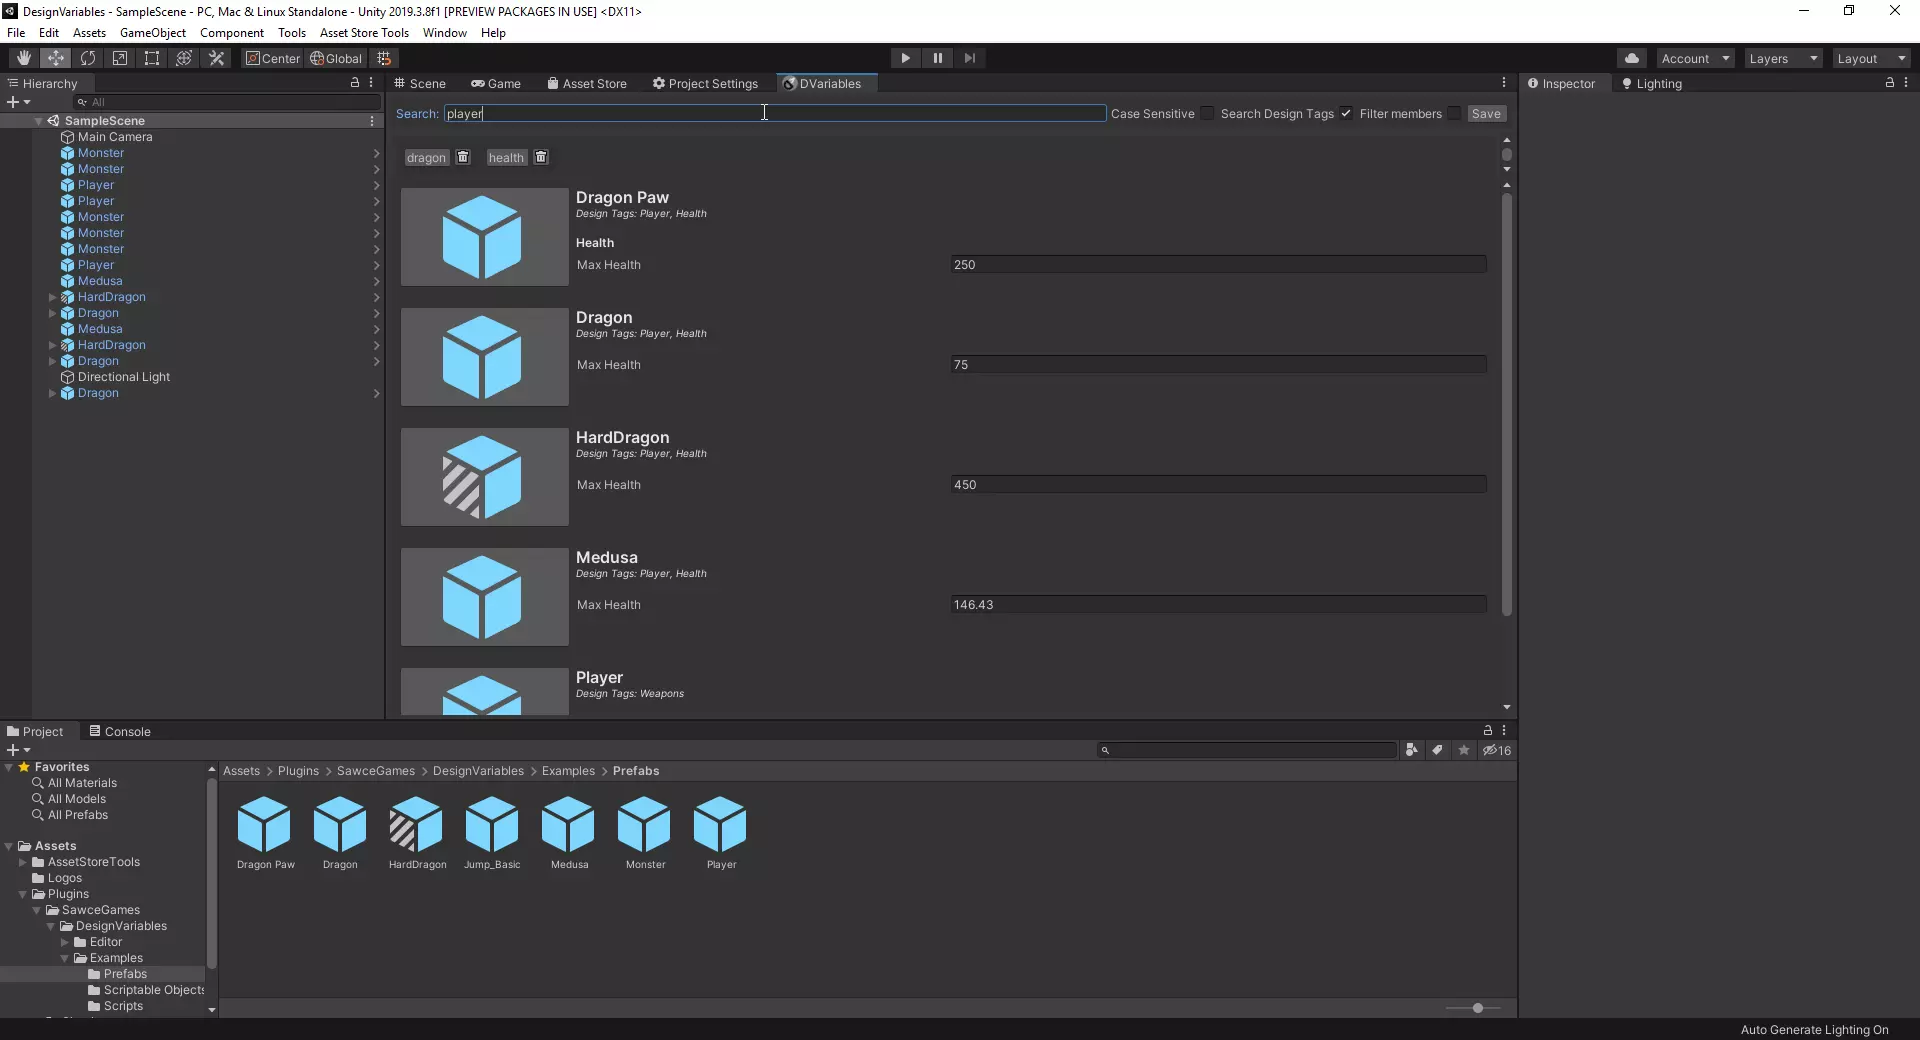 DesignVariables - SampleScene - PC, Mac & Linux Standalone - Unity 2019.3.8f1 [PREVIEW PACKAGES IN USE] <DX11>
File Edit Assets GameObject Component Tools Asset Store Tools Window Help
Center Global Account Layers Layout
Hierarchy
All
SampleScene
Main Camera
Monster
Monster
Player
Player
Monster
Monster
Monster
Player
Medusa
HardDragon
Dragon
Medusa
HardDragon
Dragon
Directional Light
Dragon
Scene Game Asset Store Project Settings DVariables
Search: player Case Sensitive Search Design Tags Filter members Save
dragon health
Dragon Paw
Design Tags: Player, Health
Health
Max Health 250
Dragon
Design Tags: Player, Health
Max Health 75
HardDragon
Design Tags: Player, Health
Max Health 450
Medusa
Design Tags: Player, Health
Max Health 146.43
Player
Design Tags: Weapons
Inspector Lighting
Project Console
16
Favorites
All Materials
All Models
All Prefabs
Assets
AssetStoreTools
Logos
Plugins
SawceGames
DesignVariables
Editor
Examples
Prefabs
Scriptable Objects
Scripts
Assets > Plugins > SawceGames > DesignVariables > Examples > Prefabs
Dragon Paw Dragon HardDragon Jump_Basic Medusa Monster Player
Auto Generate Lighting On